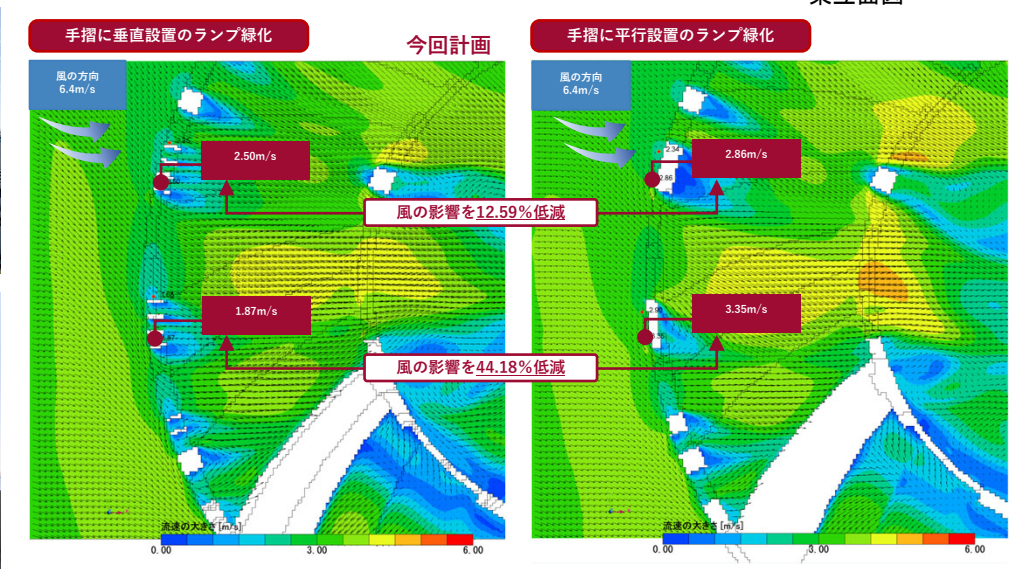 手摺に垂直設置のランプ緑化
今回計画
手摺に平行設置のランプ緑化
風の方向
6.4m/s
風の方向
6.4m/s
2.50m/s
2.34
2.86
2.86m/s
風の影響を12.59%低減
1.87m/s
3.35m/s
風の影響を44.18%低減
流速の大きさ [m/s]
0.00
3.00
6.00
流速の大きさ [m/s]
0.00
3.00
6.00